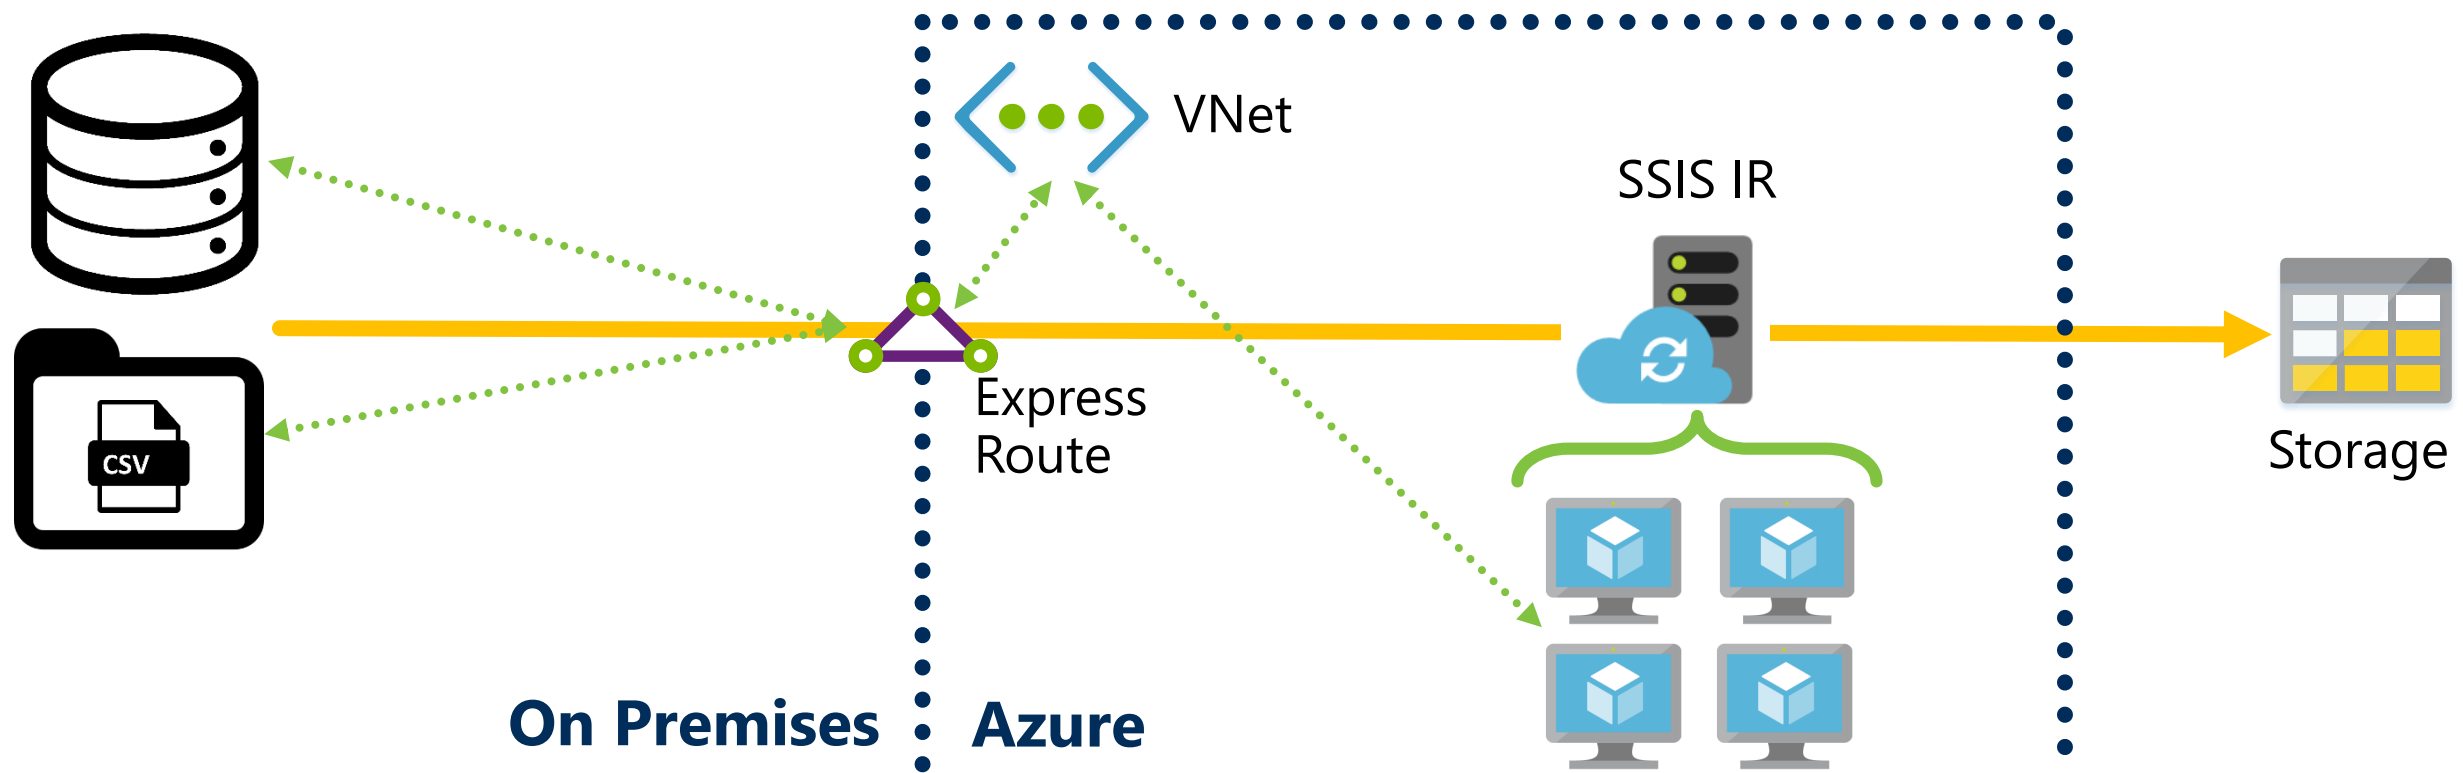 VNet
SSIS IR
Express
Route
CSV
Storage
On Premises
Azure